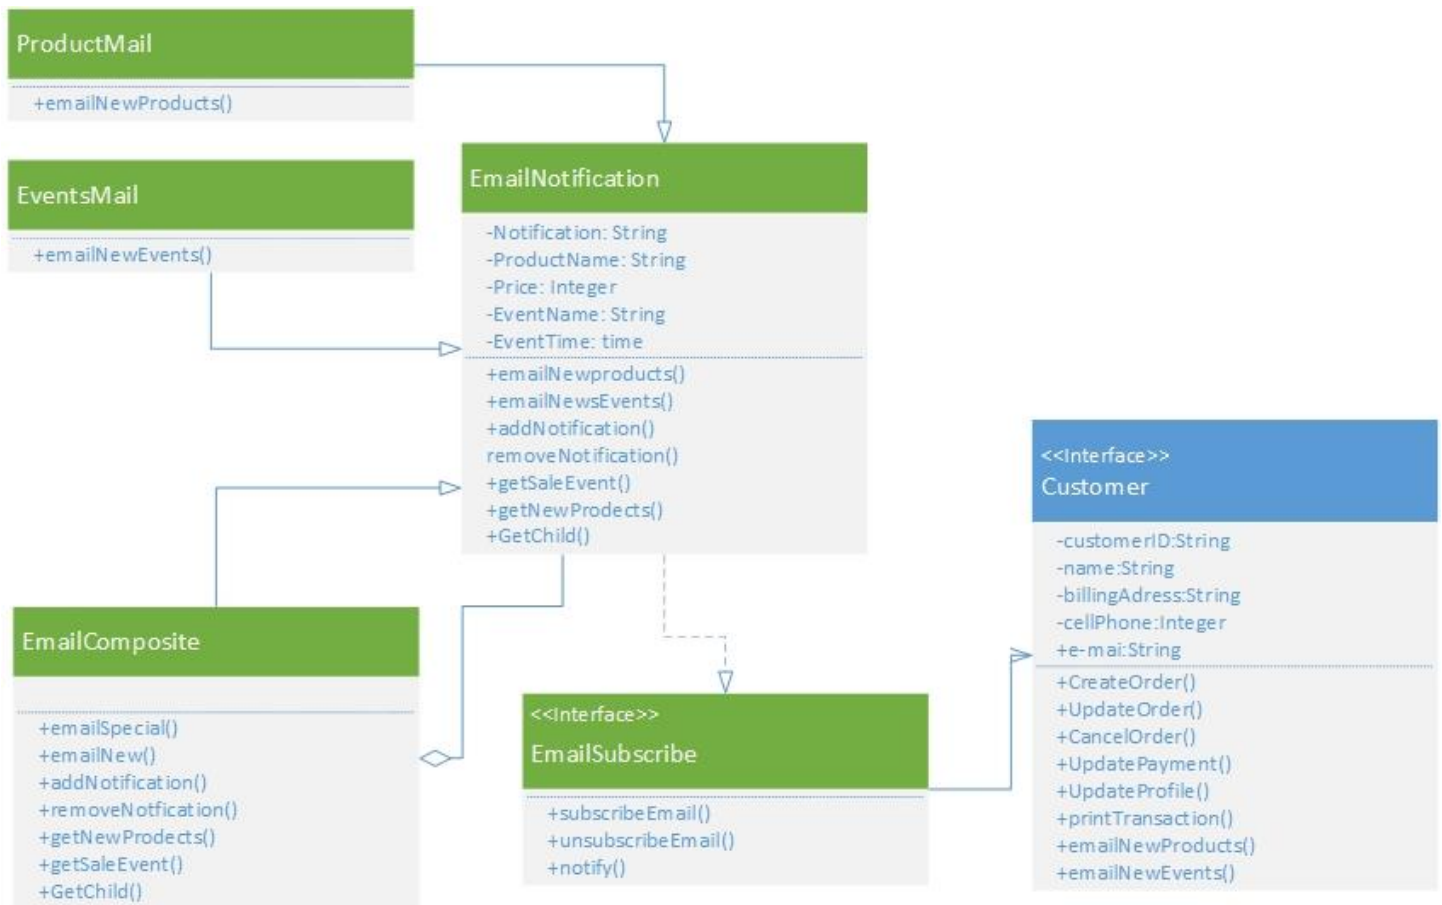 ProductMail
+emailNewProducts()
EventsMail
+emailNewEvents()
EmailNotification
-Notification: String
-ProductName: String
-Price: Integer
-EventName: String
-EventTime: time
+emailNewproducts()
+emailNewsEvents()
+addNotification()
removeNotification()
+getSaleEvent()
+getNewProdects()
+GetChild()
EmailComposite
+emailSpecial()
+emailNew()
+addNotification()
+removeNotfication()
+getNewProdects()
+getSaleEvent()
+GetChild()
<<Interface>>
EmailSubscribe
+subscribeEmail()
+unsubscribeEmail()
+notify()
<<Interface>>
Customer
-customerID:String
-name:String
-billingAdress:String
-cellPhone:Integer
+e-mai:String
+CreateOrder()
+UpdateOrder()
+CancelOrder()
+UpdatePayment()
+UpdateProfile()
+printTransaction()
+emailNewProducts()
+emailNewEvents()